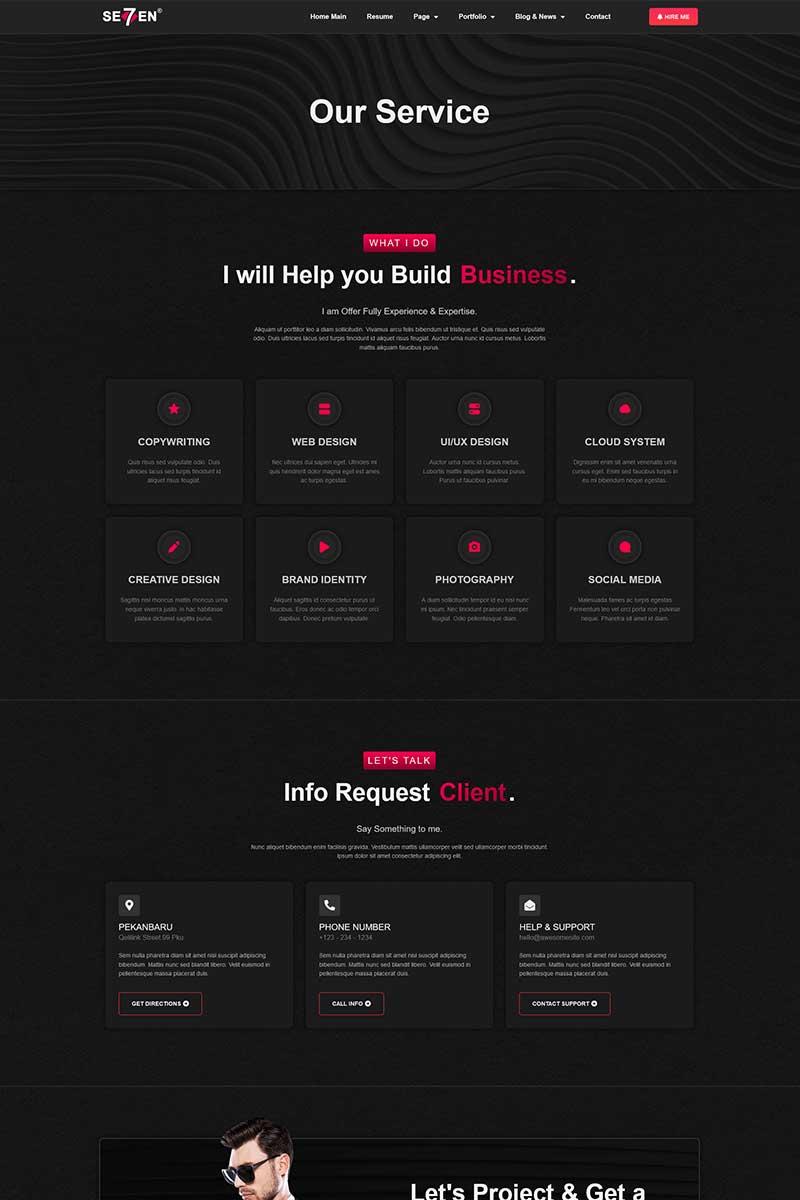 SE7EN®
Home Main Resume Page Portfolio Blog & News Contact HIRE ME
Our Service
WHAT I DO
I will Help you Build Business.
I am Offer Fully Experience & Expertise.
Aliquam ut porttitor leo a diam sollicitudin. Vivamus arcu felis bibendum ut tristique et. Quis risus sed vulputate
odio. Duis ultricies lacus sed turpis tincidunt id aliquet risus feugiat. Auctor urna nunc id cursus metus. Lobortis
mattis aliquam faucibus purus.
COPYWRITING
Quis risus sed vulputate odio. Duis
ultricies lacus sed turpis tincidunt id
aliquet risus feugiat.
WEB DESIGN
Nec ultrices dui sapien eget. Ultricies mi
quis hendrerit dolor magna eget est ames
ac turpis egestas.
UI/UX DESIGN
Auctor urna nunc id cursus metus.
Lobortis mattis aliquam faucibus purus
Purus ut faucibus pulvinar.
CLOUD SYSTEM
Dignissim enim sit amet venenatis urna
cursus eget. Enim sed faucibus turpis in
eu mi bibendum neque egestas.
CREATIVE DESIGN
Sagittis nisl rhoncus mattis rhoncus urna
neque viverra justo. In hac habitasse
platea dictumst sagittis purus.
BRAND IDENTITY
Aliquet sagittis id consectetur purus ut
faucibus. Eros donec ac odio tempor orci
dapibus. Donec pretium vulputate.
PHOTOGRAPHY
A diam sollicitudin tempor id eu nisl nunc
mi ipsum. Nec tincidunt praesent semper
feugiat. Odio pellentesque diam.
SOCIAL MEDIA
Malesuada fames ac turpis egestas.
Fermentum leo vel orci porta non pulvinar
neque. Pharetra sit amet id diam.
LET'S TALK
Info Request Client.
Say Something to me.
Nunc aliquet bibendum enim facilisis gravida. Vestibulum mattis ullamcorper velit sed ullamcorper morbi tincidunt.
Ipsum dolor sit amet consectetur adipiscing elit.
PEKANBARU
Street 99 Pku
Sem nulla pharetra diam sit amet nisl suscipit adipiscing
bibendum. Mattis nunc sed blandit libero. Velit euismod in
pellentesque massa placerat duis.
GET DIRECTIONS
PHONE NUMBER
+123 - 234 - 1234
Sem nulla pharetra diam sit amet nisl suscipit adipiscing
bibendum. Mattis nunc sed blandit libero. Velit euismod in
pellentesque massa placerat duis.
CALL INFO
HELP & SUPPORT
hello@awesomesite.com
Sem nulla pharetra diam sit amet nisl suscipit adipiscing
bibendum. Mattis nunc sed blandit libero. Velit euismod in
pellentesque massa placerat duis.
CONTACT SUPPORT
Let's Project & Get a